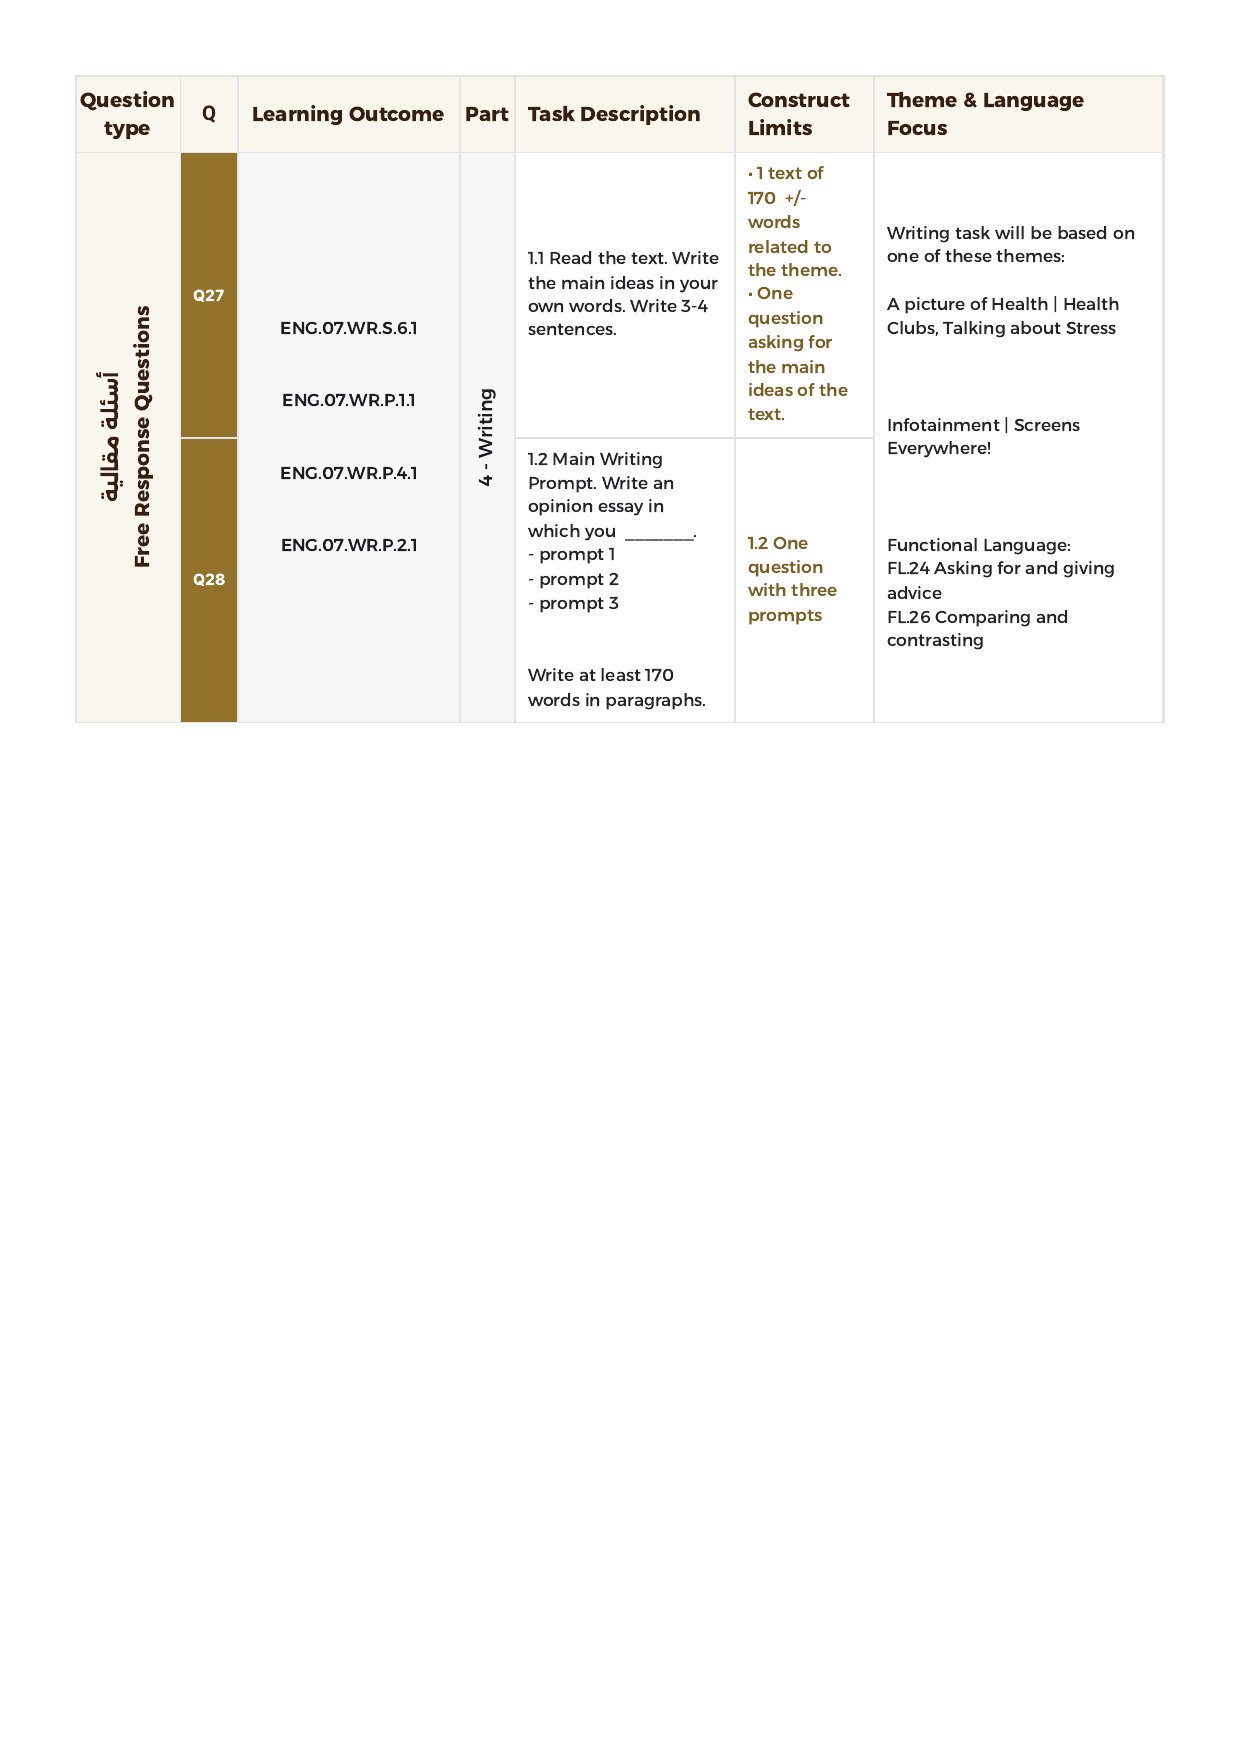 Question
type
Q
Learning Outcome
Part
Task Description
Construct
Limits
Theme & Language
Focus
أسئلة مقالية
Free Response Questions
Q27
Q28
ENG.07.WR.S.6.1
ENG.07.WR.P.1.1
ENG.07.WR.P.4.1
ENG.07.WR.P.2.1
4 - Writing
1.1 Read the text. Write
the main ideas in your
own words. Write 3-4
sentences.
• 1 text of
170 +/-
words
related to
the theme.
• One
question
asking for
the main
ideas of the
text.
1.2 Main Writing
Prompt. Write an
opinion essay in
which you ________.
- prompt 1
- prompt 2
- prompt 3
Write at least 170
words in paragraphs.
1.2 One
question
with three
prompts
Writing task will be based on
one of these themes:
A picture of Health | Health
Clubs, Talking about Stress
Infotainment | Screens
Everywhere!
Functional Language:
FL.24 Asking for and giving
advice
FL.26 Comparing and
contrasting